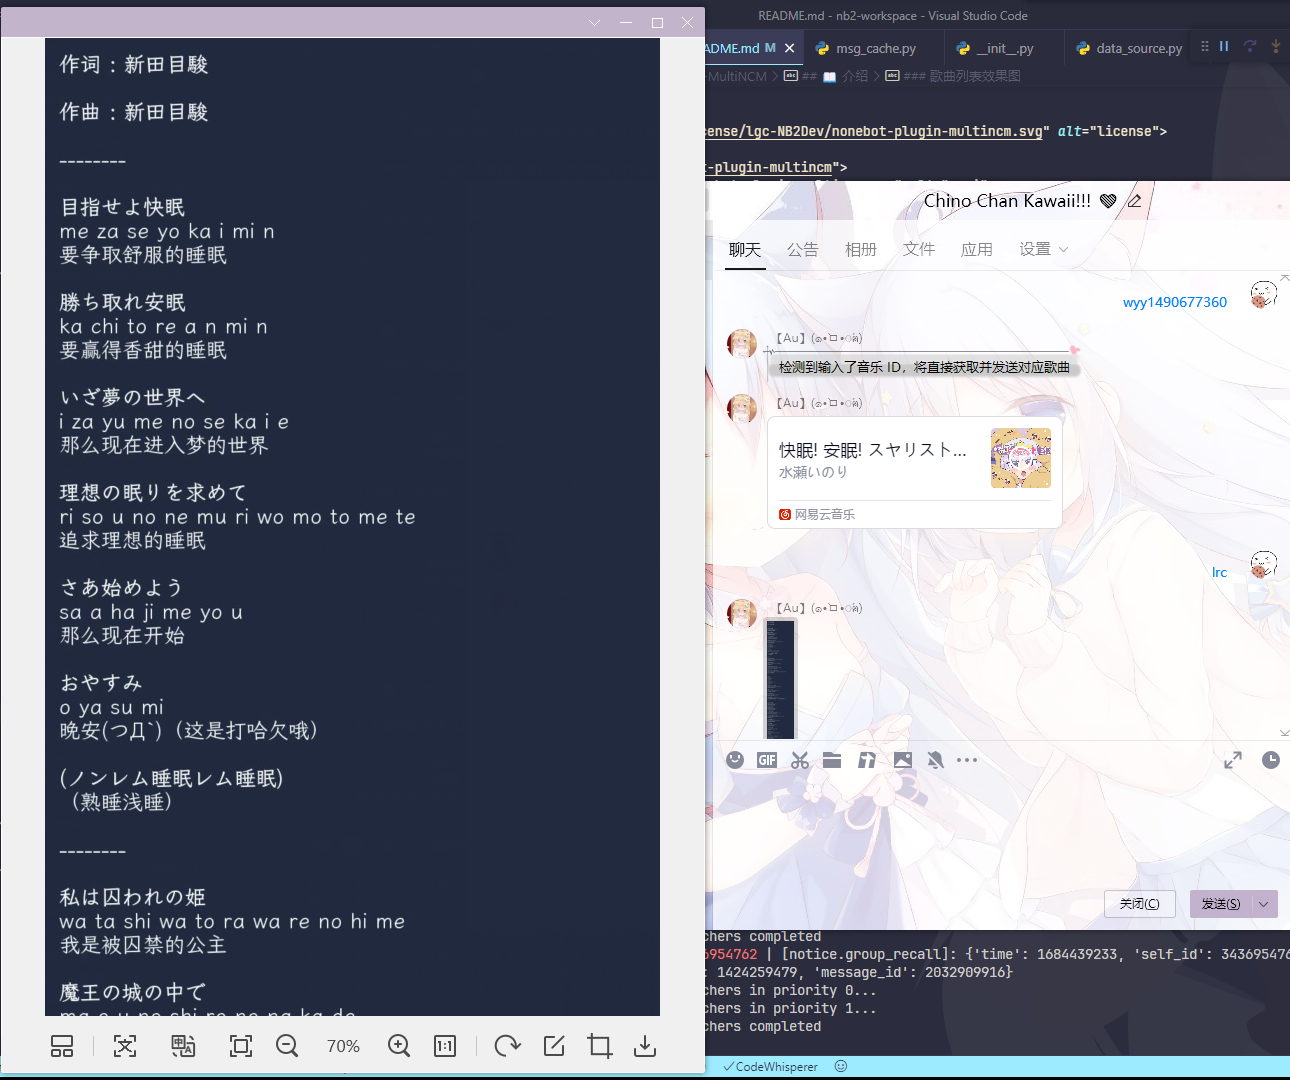 作词：新田目駿
作曲：新田目駿
--------
目指せよ快眠
me za se yo ka i mi n
要争取舒服的睡眠
勝ち取れ安眠
ka chi to re a n mi n
要赢得香甜的睡眠
いざ夢の世界へ
i za yu me no se ka i e
那么现在进入梦的世界
理想の眠りを求めて
ri so u no ne mu ri wo mo to me te
追求理想的睡眠
さあ始めよう
sa a ha ji me yo u
那么现在开始
おやすみ
o ya su mi
晚安(つД`)（这是打哈欠哦）
(ノンレム睡眠レム睡眠)
（熟睡浅睡）
--------
私は囚われの姫
wa ta shi wa to ra wa re no hi me
我是被囚禁的公主
魔王の城の中で
ma o u no shi ro no na ka de
70%
1:1
README.md - nb2-workspace - Visual Studio Code
ADME.md M
msg_cache.py
__init__.py
data_source.py
-MultiNCM > ## 📖 介绍 > ### 歌曲列表效果图
cense/lgc-NB2Dev/nonebot-plugin-multincm.svg" alt="license">
t-plugin-multincm">
Chino Chan Kawaii!!!
聊天
公告
相册
文件
应用
设置
wyy1490677360
检测到输入了音乐 ID，将直接获取并发送对应歌曲
快眠! 安眠! スヤリスト...
水瀬いのり
网易云音乐
lrc
GIF
关闭(C)
发送(S)
chers completed
6954762 | [notice.group_recall]: {'time': 1684439233, 'self_id': 343695476
: 1424259479, 'message_id': 2032909916}
chers in priority 0...
chers in priority 1...
chers completed
CodeWhisperer